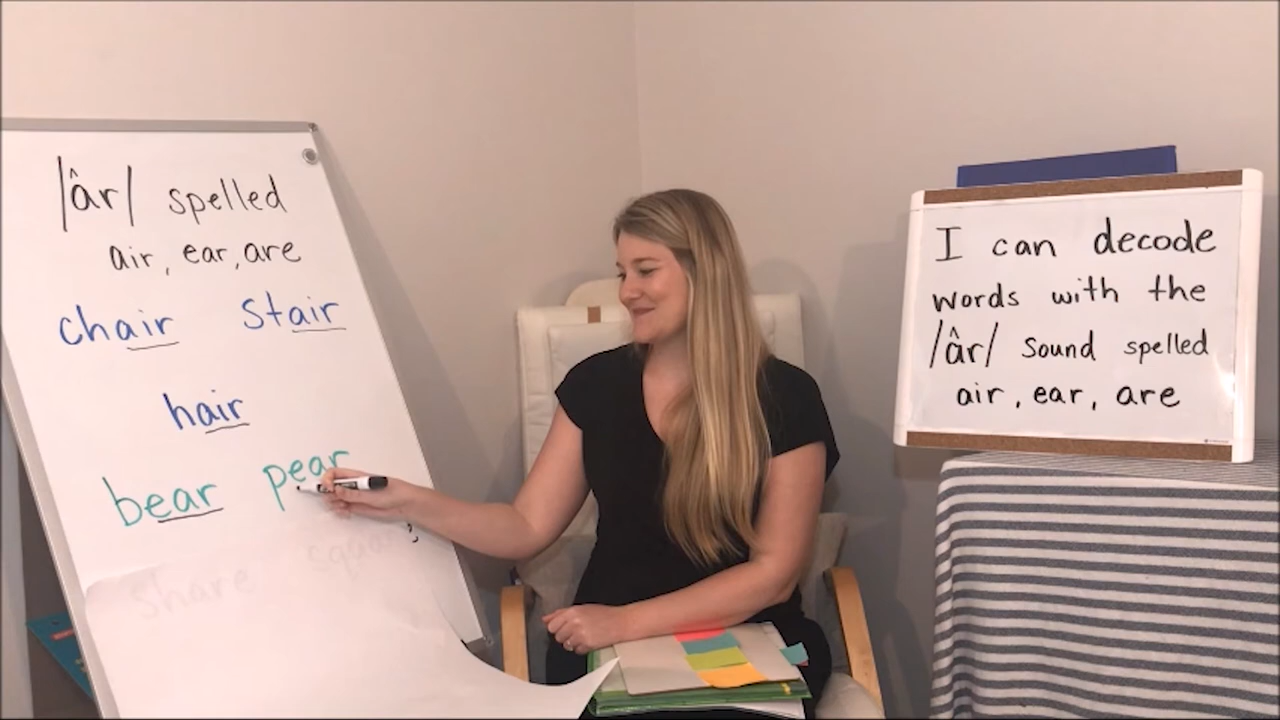 /âr/ spelled
air, ear, are
chair stair
hair
bear pear
share
I can decode
words with the
/âr/ sound spelled
air, ear, are